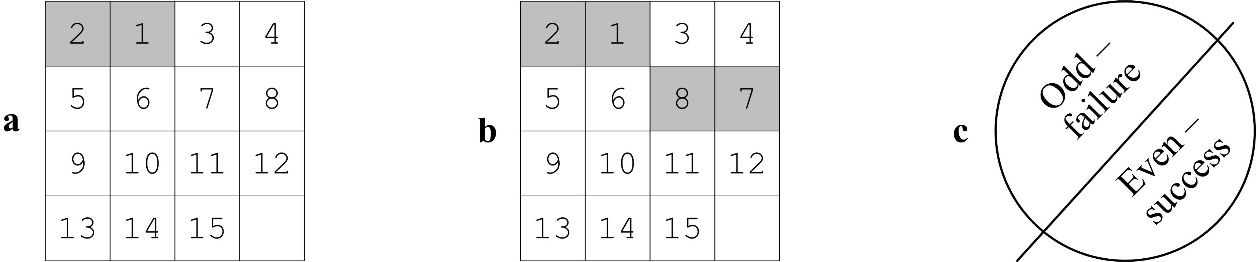 a
2 1 3 4
5 6 7 8
9 10 11 12
13 14 15
b
2 1 3 4
5 6 8 7
9 10 11 12
13 14 15
c
Odd –
failure
Even –
success